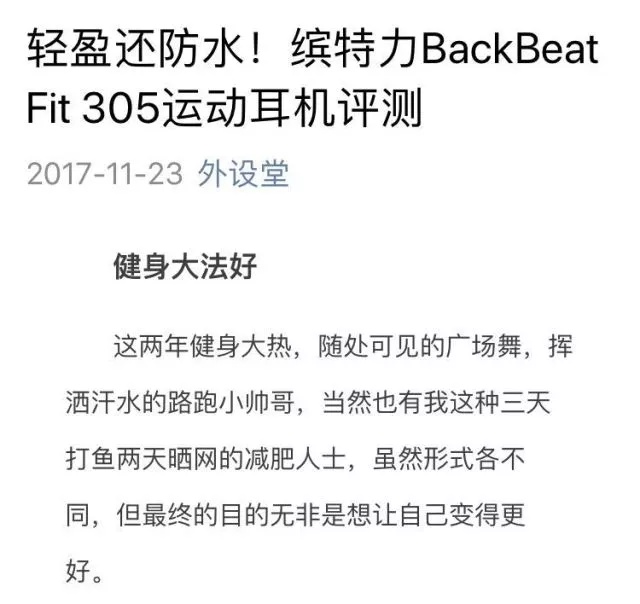 轻盈还防水！缤特力BackBeat
Fit 305运动耳机评测
2017-11-23 外设堂
健身大法好
这两年健身大热，随处可见的广场舞，挥
洒汗水的路跑小帅哥，当然也有我这种三天
打鱼两天晒网的减肥人士，虽然形式各不
同，但最终的目的无非是想让自己变得更
好。